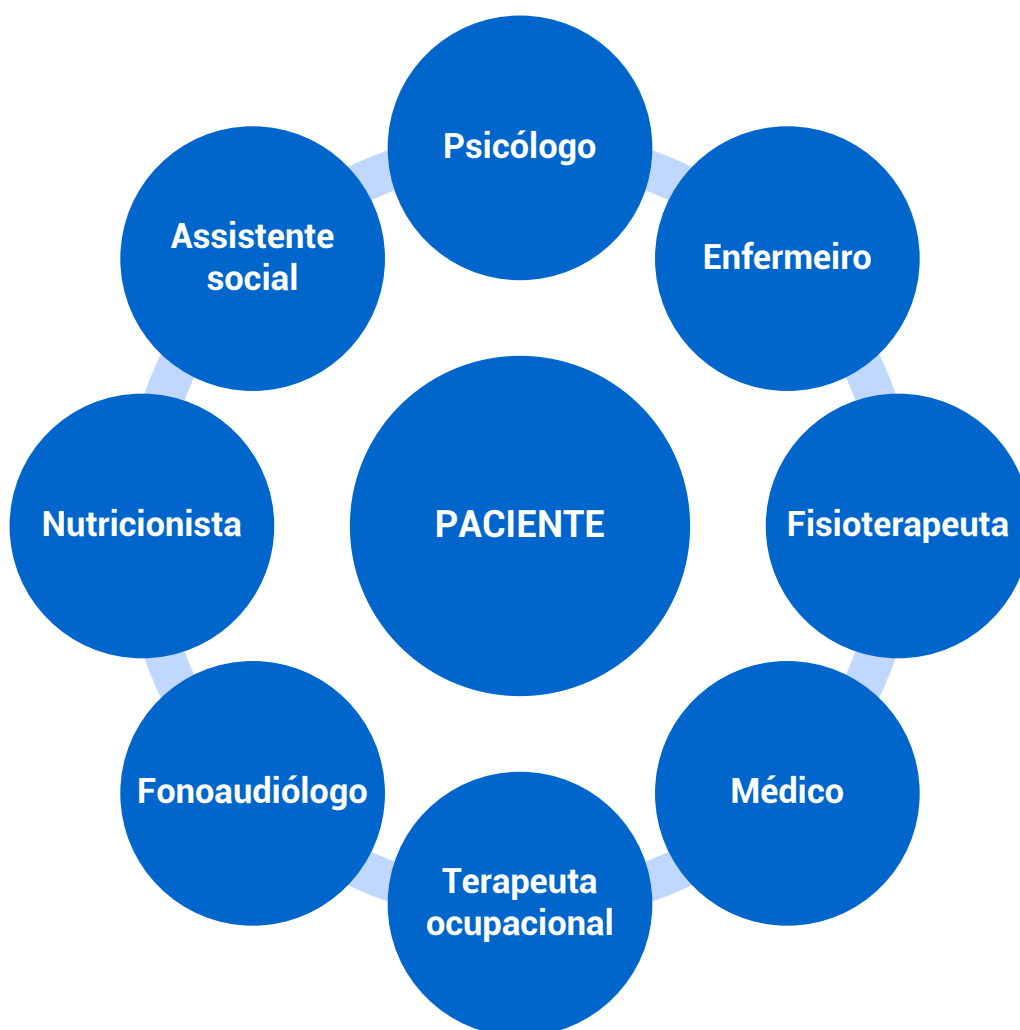 Psicólogo
Assistente
social
Enfermeiro
Nutricionista
PACIENTE
Fisioterapeuta
Fonoaudiólogo
Médico
Terapeuta
ocupacional